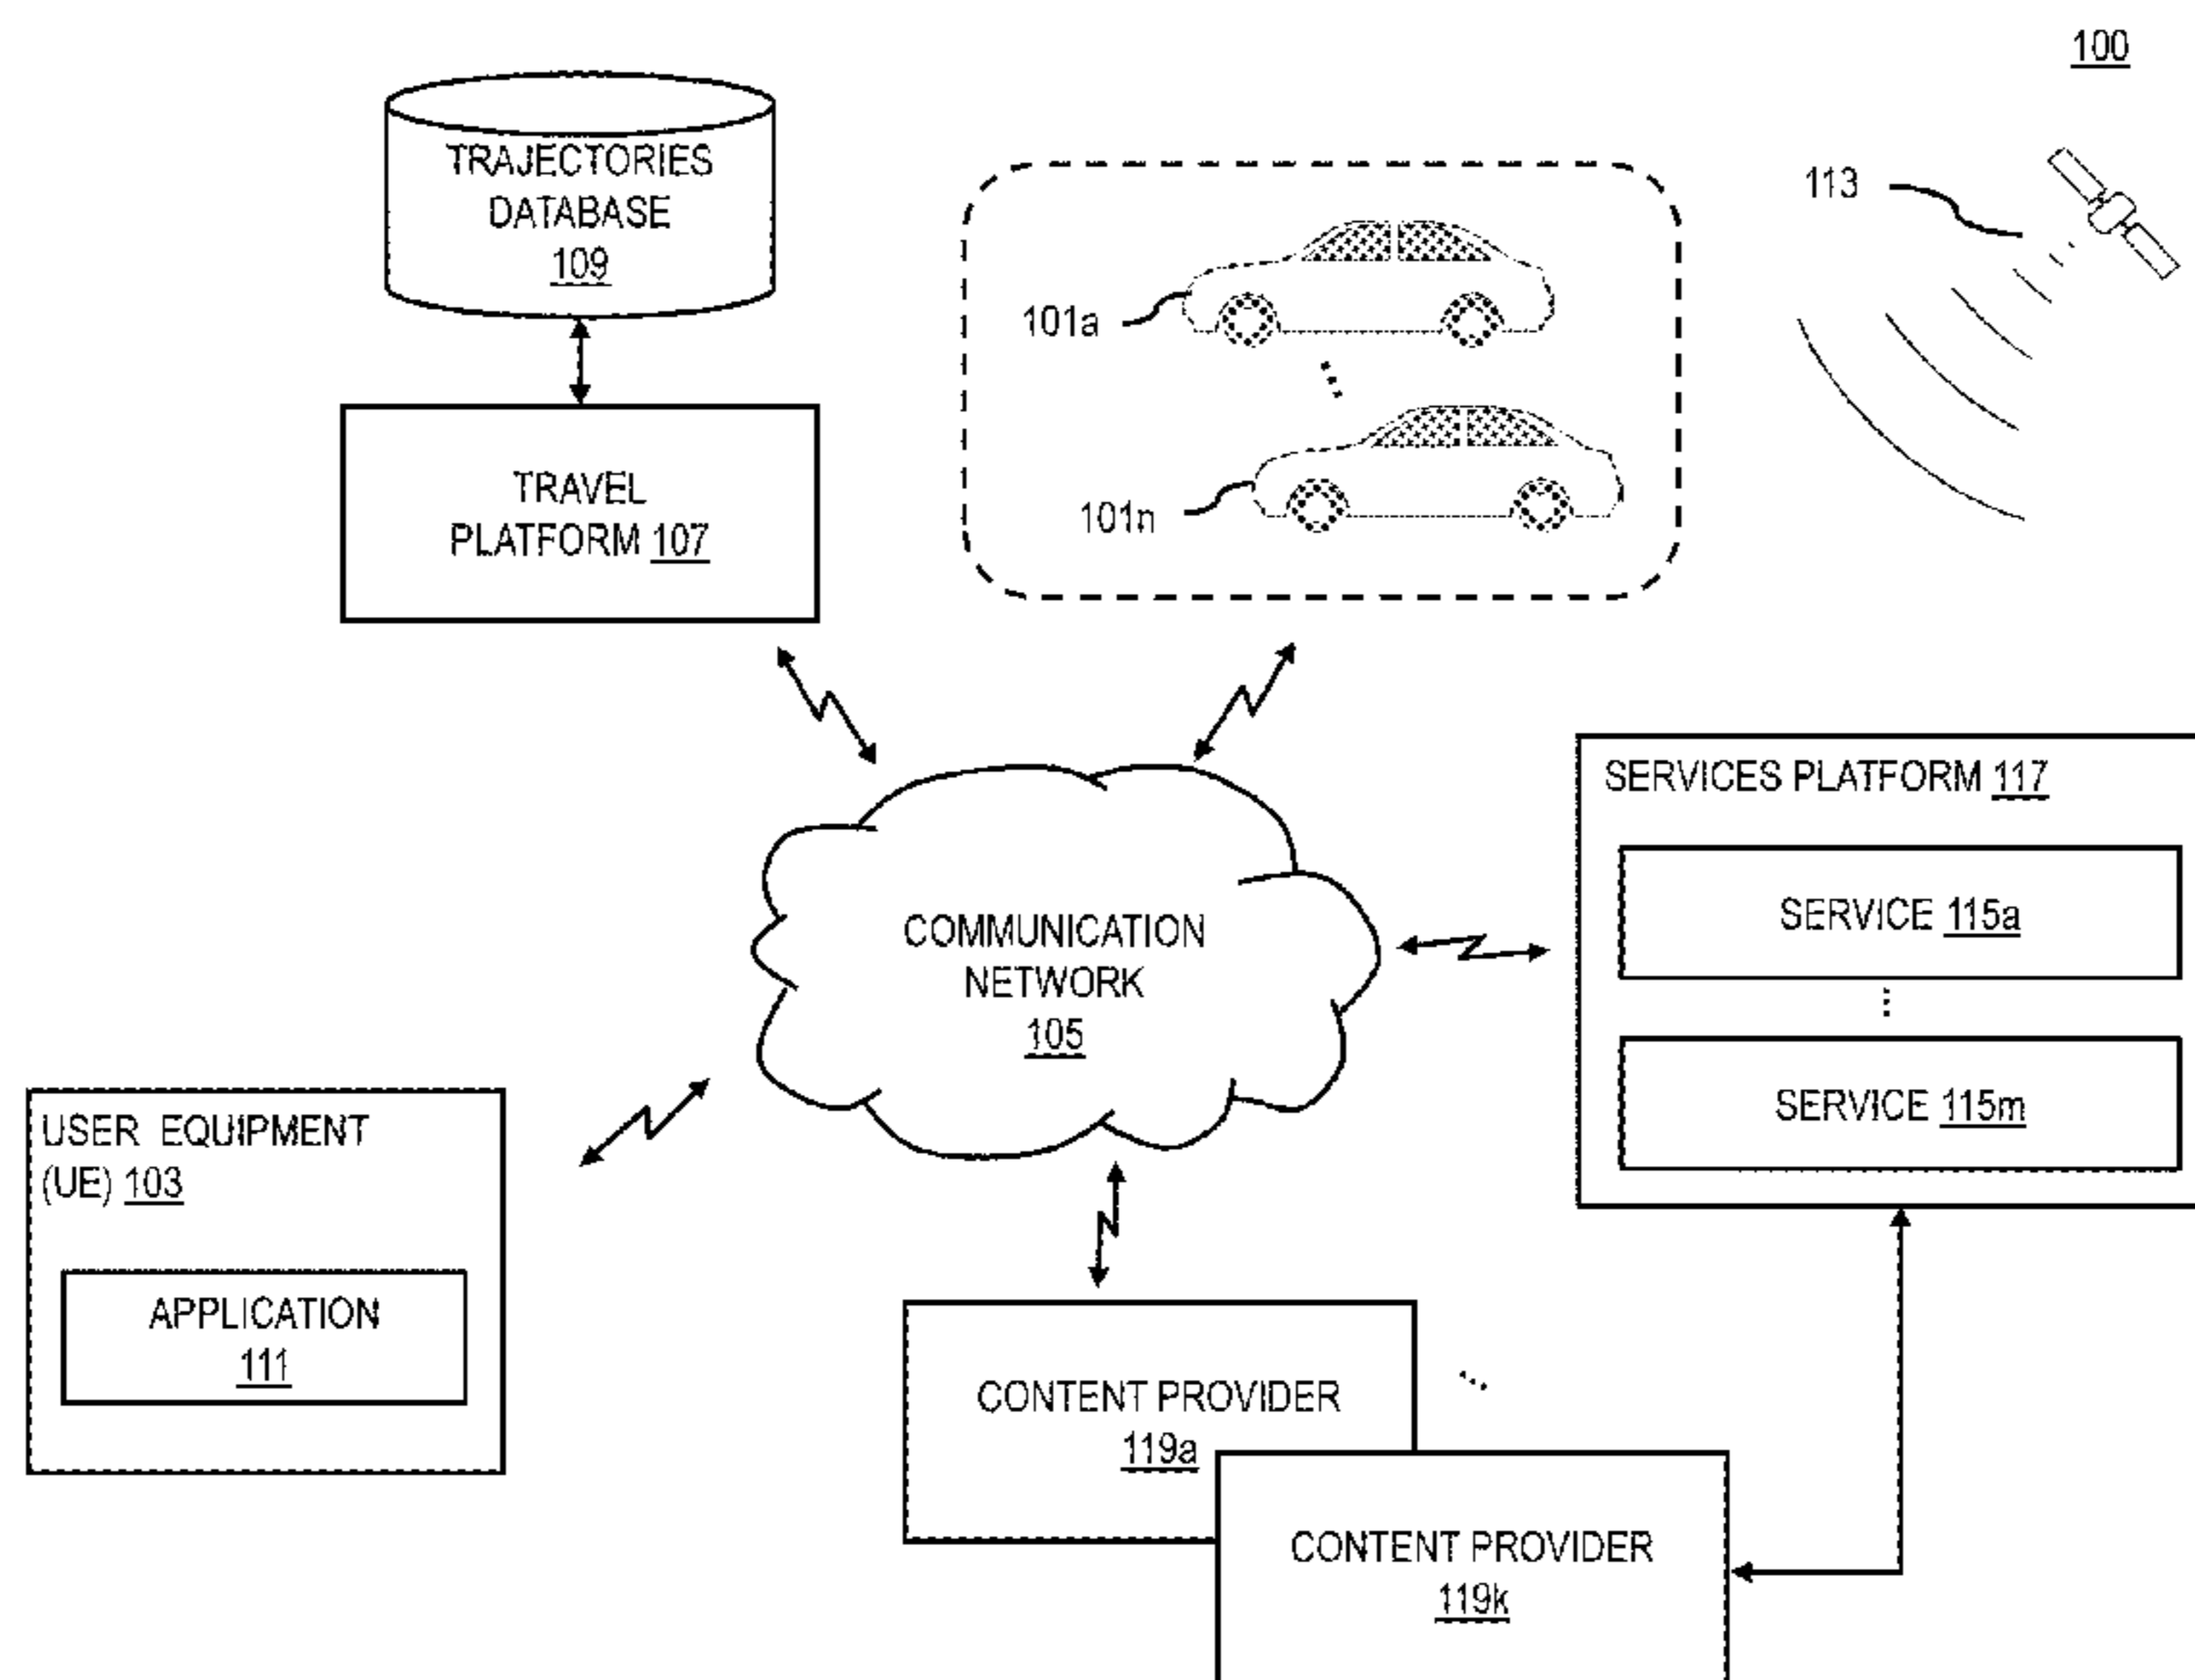 100
TRAJECTORIES
DATABASE
109
113
101a
101n
TRAVEL
PLATFORM 107
SERVICES PLATFORM 117
SERVICE 115a
SERVICE 115m
COMMUNICATION
NETWORK
105
USER EQUIPMENT
(UE) 103
APPLICATION
111
CONTENT PROVIDER
119a
CONTENT PROVIDER
119k